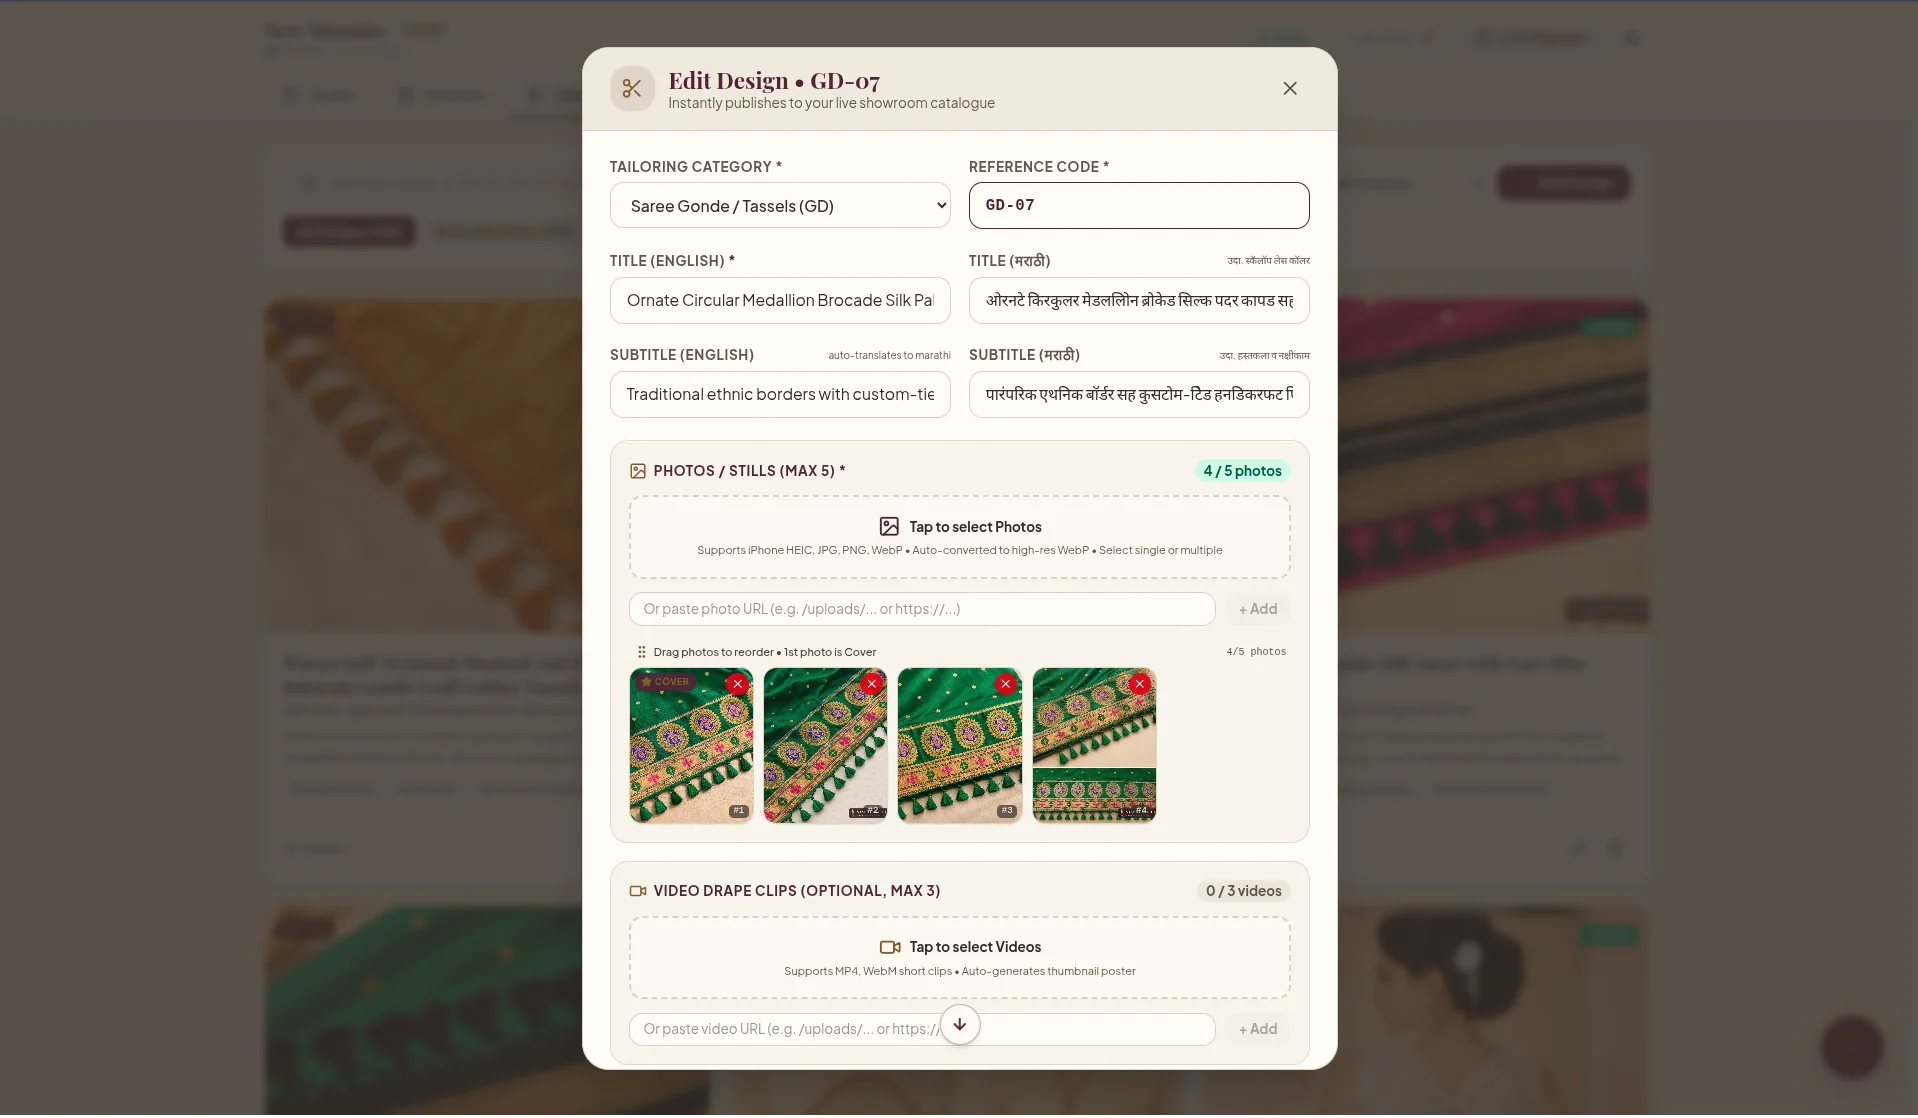 Edit Design • GD-07
Instantly publishes to your live showroom catalogue
TAILORING CATEGORY *
REFERENCE CODE *
Saree Gonde / Tassels (GD)
GD-07
TITLE (ENGLISH) *
TITLE (मराठी)
उदा. स्कॅलॉप लेस कॉलर
Ornate Circular Medallion Brocade Silk Pal
ओरनटे किरकुलर मेडललिोन ब्रोकेड सिल्क पदर कापड सह
SUBTITLE (ENGLISH)
auto-translates to marathi
SUBTITLE (मराठी)
उदा. हस्तकला व नक्षीकाम
Traditional ethnic borders with custom-tie
पारंपरिक एथनिक बॉर्डर सह कुसटोम-टिेड हनडिकरफट
PHOTOS / STILLS (MAX 5) *
4 / 5 photos
Tap to select Photos
Supports iPhone HEIC, JPG, PNG, WebP • Auto-converted to high-res WebP • Select single or multiple
Or paste photo URL (e.g. /uploads/... or https://...)
+ Add
Drag photos to reorder • 1st photo is Cover
4/5 photos
COVER
#1
#2
#3
#4
VIDEO DRAPE CLIPS (OPTIONAL, MAX 3)
0 / 3 videos
Tap to select Videos
Supports MP4, WebM short clips • Auto-generates thumbnail poster
Or paste video URL (e.g. /uploads/... or https://
+ Add